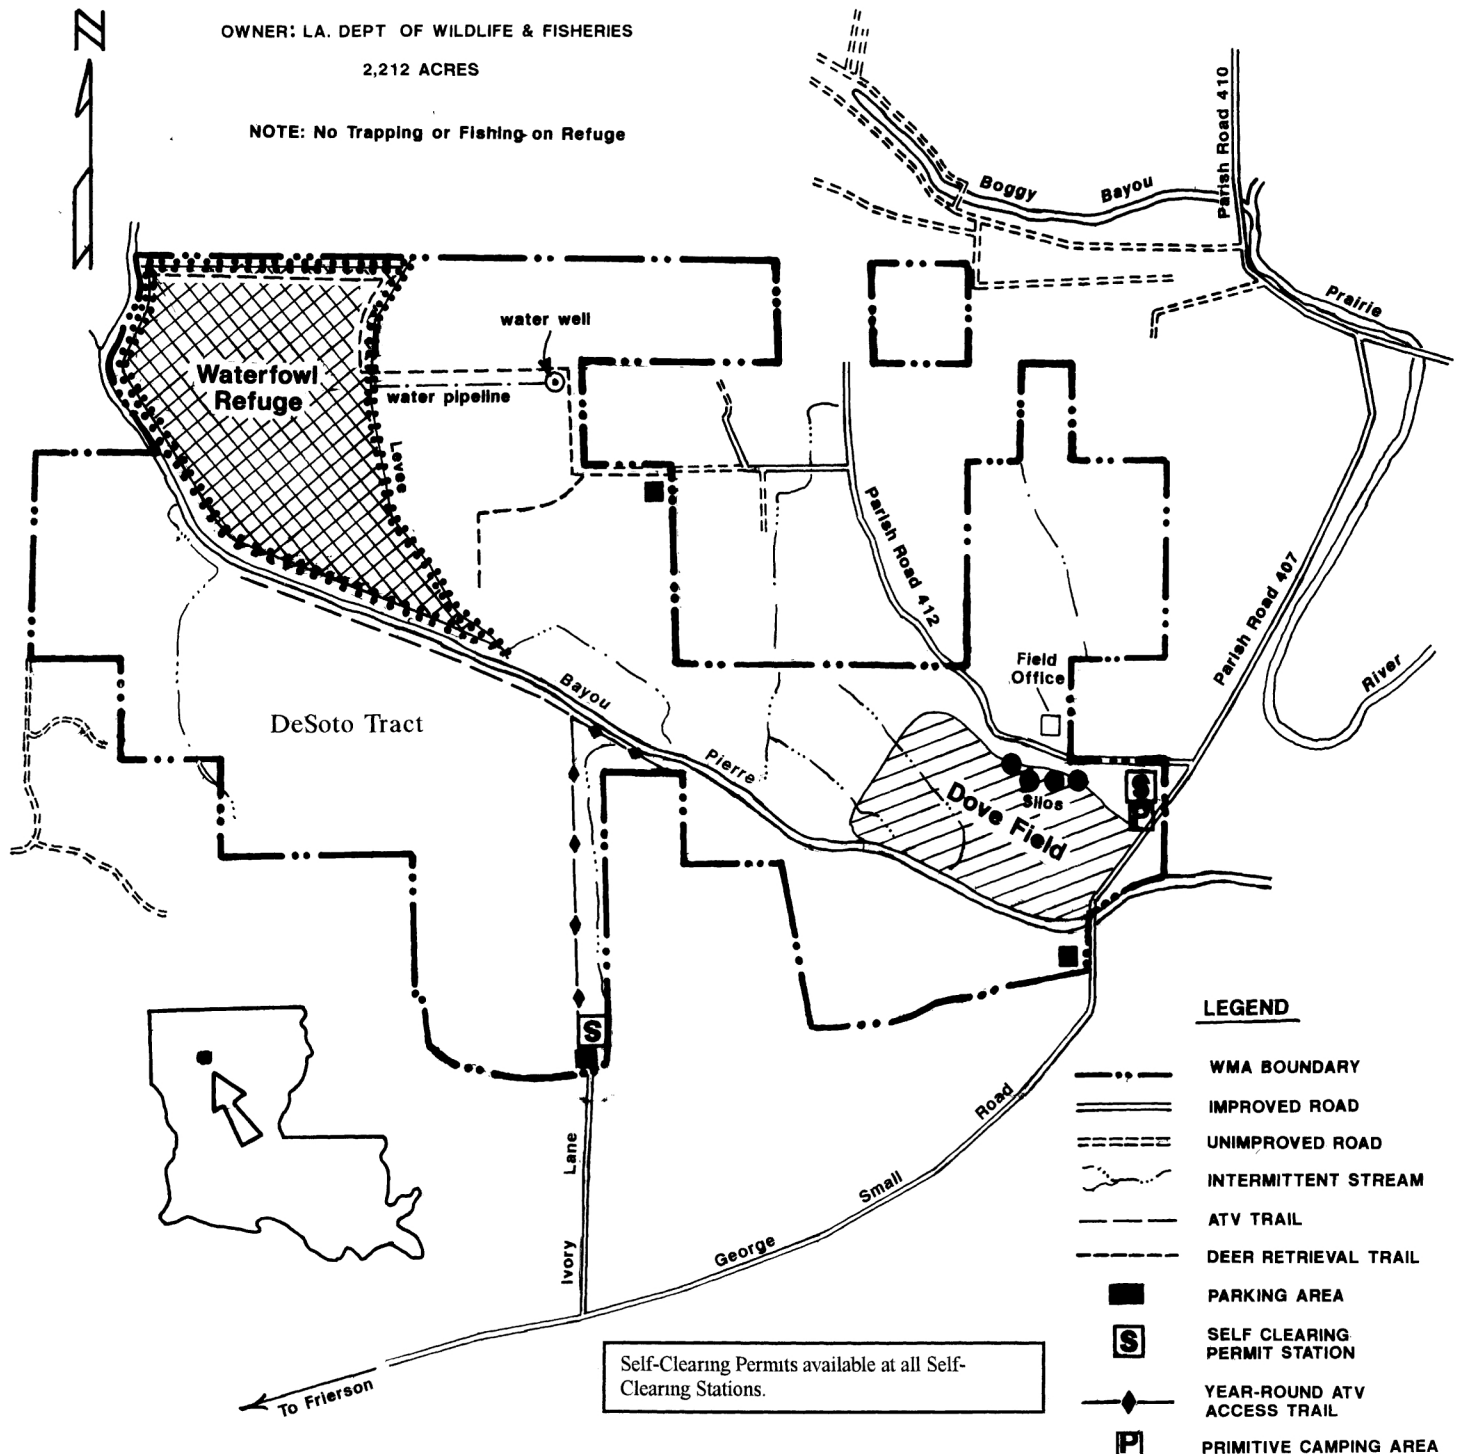 N
OWNER: LA. DEPT OF WILDLIFE & FISHERIES
2,212 ACRES
NOTE: No Trapping or Fishing on Refuge
Parish Road 410
Boggy Bayou
Prairie
water well
Waterfowl
Refuge
water pipeline
Levee
Parish Road 412
Parish Road 407
Field
Office
River
Bayou
DeSoto Tract
Pierre
S
Silos
P
Dove Field
S
LEGEND
WMA BOUNDARY
IMPROVED ROAD
UNIMPROVED ROAD
INTERMITTENT STREAM
ATV TRAIL
DEER RETRIEVAL TRAIL
PARKING AREA
S
SELF CLEARING
PERMIT STATION
YEAR-ROUND ATV
ACCESS TRAIL
P
PRIMITIVE CAMPING AREA
Ivory Lane
George Small Road
To Frierson
Self-Clearing Permits available at all Self-
Clearing Stations.